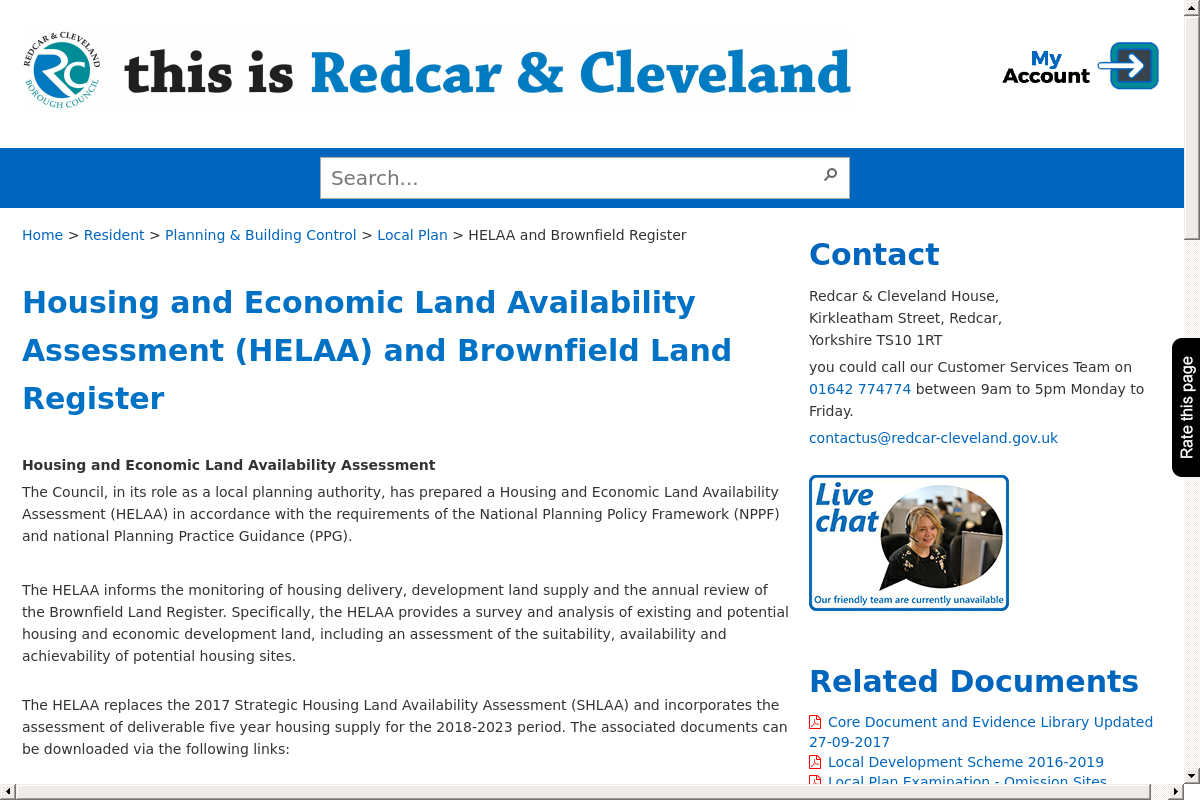 REDCAR & CLEVELAND
BOROUGH COUNCIL
this is Redcar & Cleveland
My
Account
Search...
Home > Resident > Planning & Building Control > Local Plan > HELAA and Brownfield Register
Housing and Economic Land Availability
Assessment (HELAA) and Brownfield Land
Register
Housing and Economic Land Availability Assessment
The Council, in its role as a local planning authority, has prepared a Housing and Economic Land Availability
Assessment (HELAA) in accordance with the requirements of the National Planning Policy Framework (NPPF)
and national Planning Practice Guidance (PPG).
The HELAA informs the monitoring of housing delivery, development land supply and the annual review of
the Brownfield Land Register. Specifically, the HELAA provides a survey and analysis of existing and potential
housing and economic development land, including an assessment of the suitability, availability and
achievability of potential housing sites.
The HELAA replaces the 2017 Strategic Housing Land Availability Assessment (SHLAA) and incorporates the
assessment of deliverable five year housing supply for the 2018-2023 period. The associated documents can
be downloaded via the following links:
Contact
Redcar & Cleveland House,
Kirkleatham Street, Redcar,
Yorkshire TS10 1RT
you could call our Customer Services Team on
01642 774774 between 9am to 5pm Monday to
Friday.
contactus@redcar-cleveland.gov.uk
Live
chat
Our friendly team are currently unavailable
Related Documents
Core Document and Evidence Library Updated
27-09-2017
Local Development Scheme 2016-2019
Local Plan Examination - Omission Sites
Rate this page